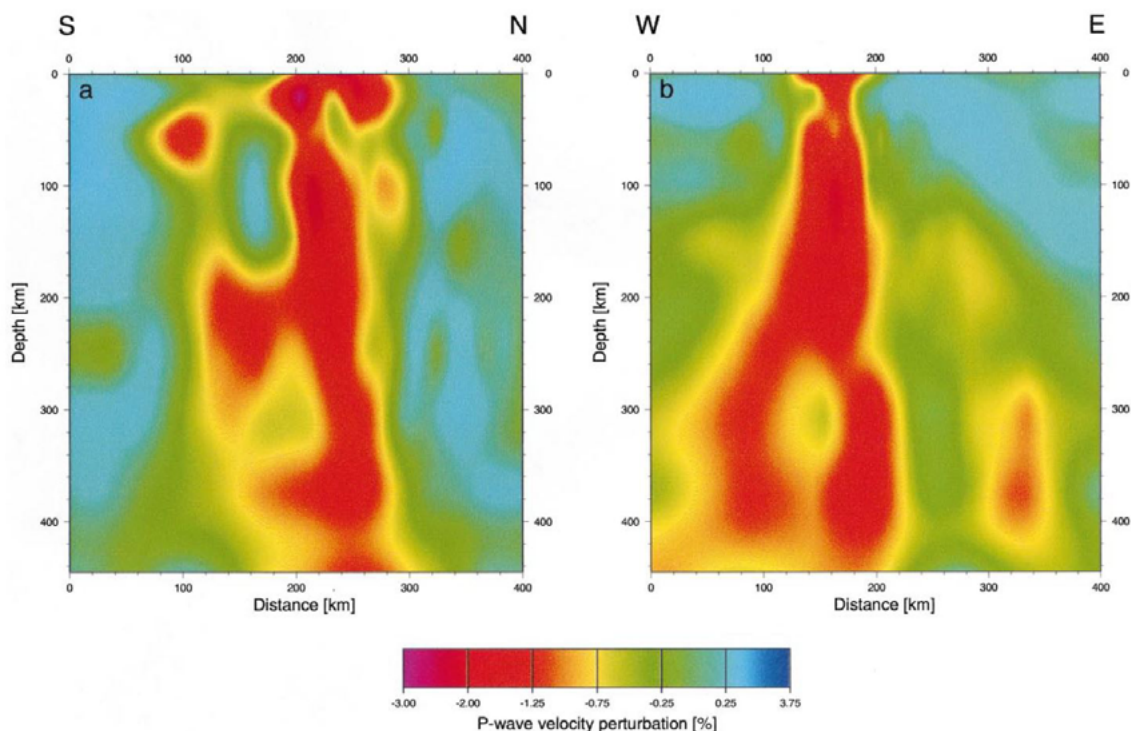 S N W E
0 100 200 300 400 0 100 200 300 400
a b
0 0 0 0
100 100 100 100
Depth [km] Depth [km]
200 200 200 200
300 300 300 300
400 400 400 400
0 100 200 300 400 0 100 200 300 400
Distance [km] Distance [km]
-3.00 -2.00 -1.25 -0.75 -0.25 0.25 3.75
P-wave velocity perturbation [%]